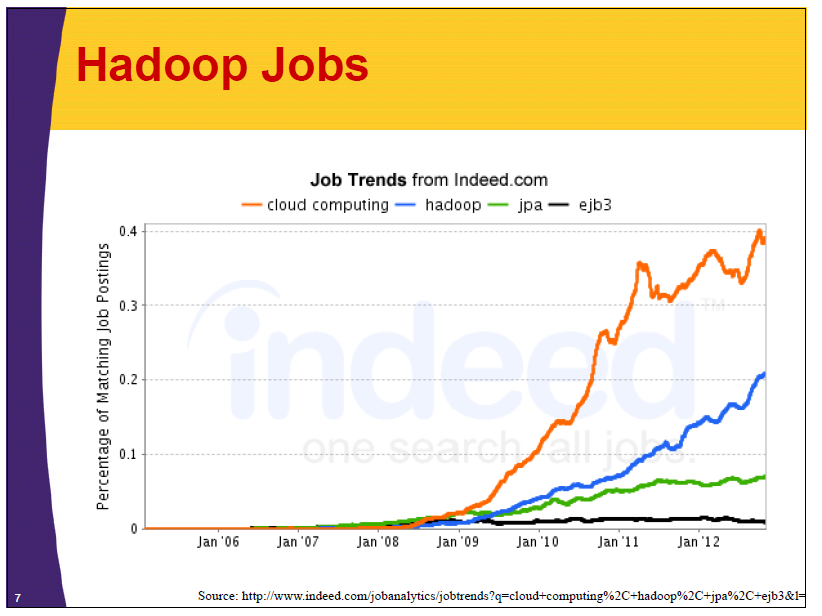 Hadoop Jobs
Job Trends from Indeed.com
cloud computing hadoop jpa ejb3
Percentage of Matching Job Postings
0.4
0.3
0.2
0.1
0
indeed TM
one search. all jobs.
Jan'06 Jan'07 Jan'08 Jan'09 Jan'10 Jan'11 Jan'12
7
Source: http://www.indeed.com/jobanalytics/jobtrends?q=cloud+computing%2C+hadoop%2C+jpa%2C+ejb3&l=